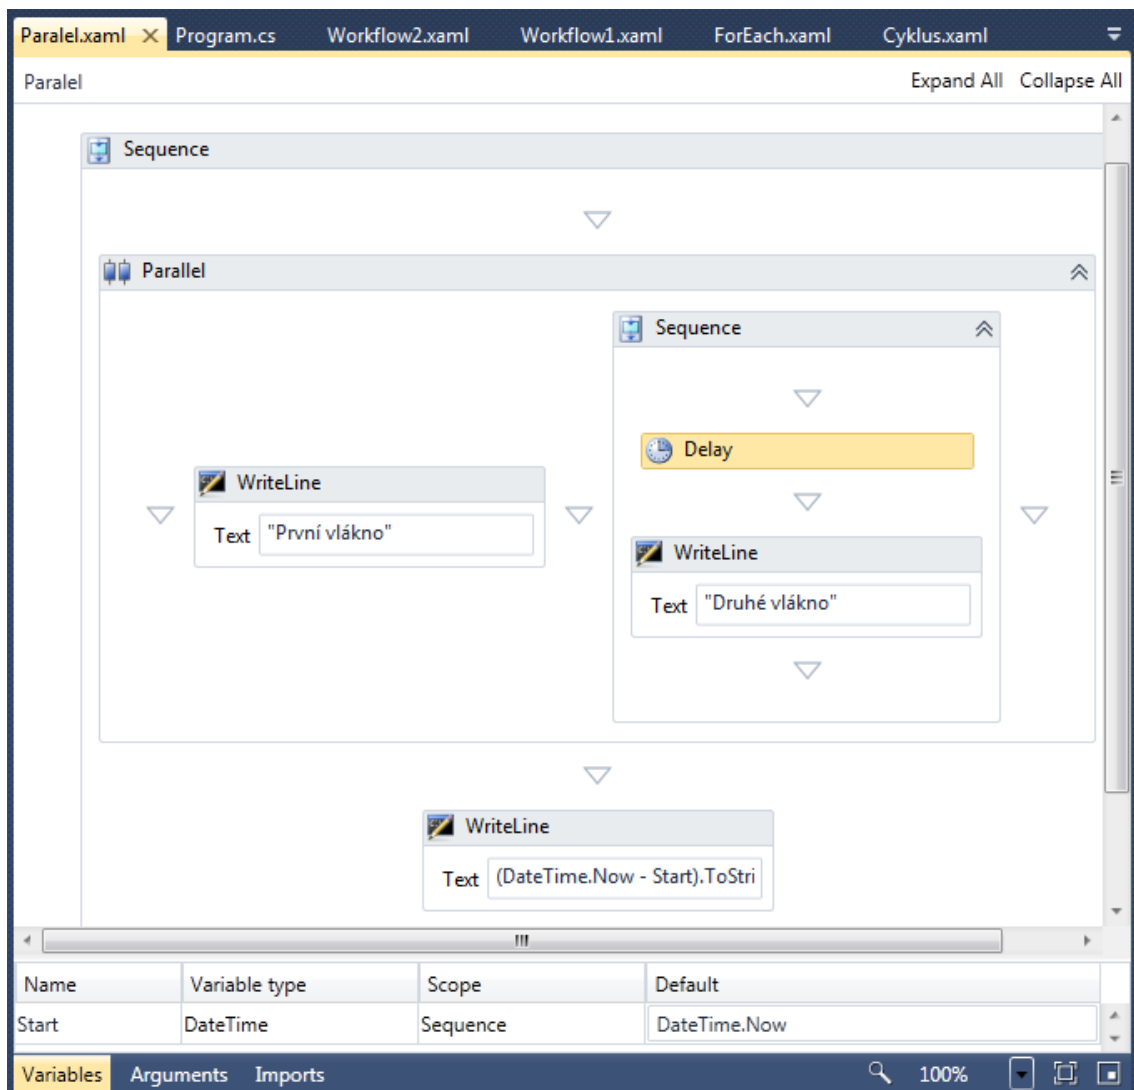 Paralel.xaml Program.cs Workflow2.xaml Workflow1.xaml ForEach.xaml Cyklus.xaml
Paralel Expand All Collapse All
Sequence
Parallel
Sequence
Delay
WriteLine
Text "První vlákno"
WriteLine
Text "Druhé vlákno"
WriteLine
Text (DateTime.Now - Start).ToStri
Name Variable type Scope Default
Start DateTime Sequence DateTime.Now
Variables Arguments Imports 100%